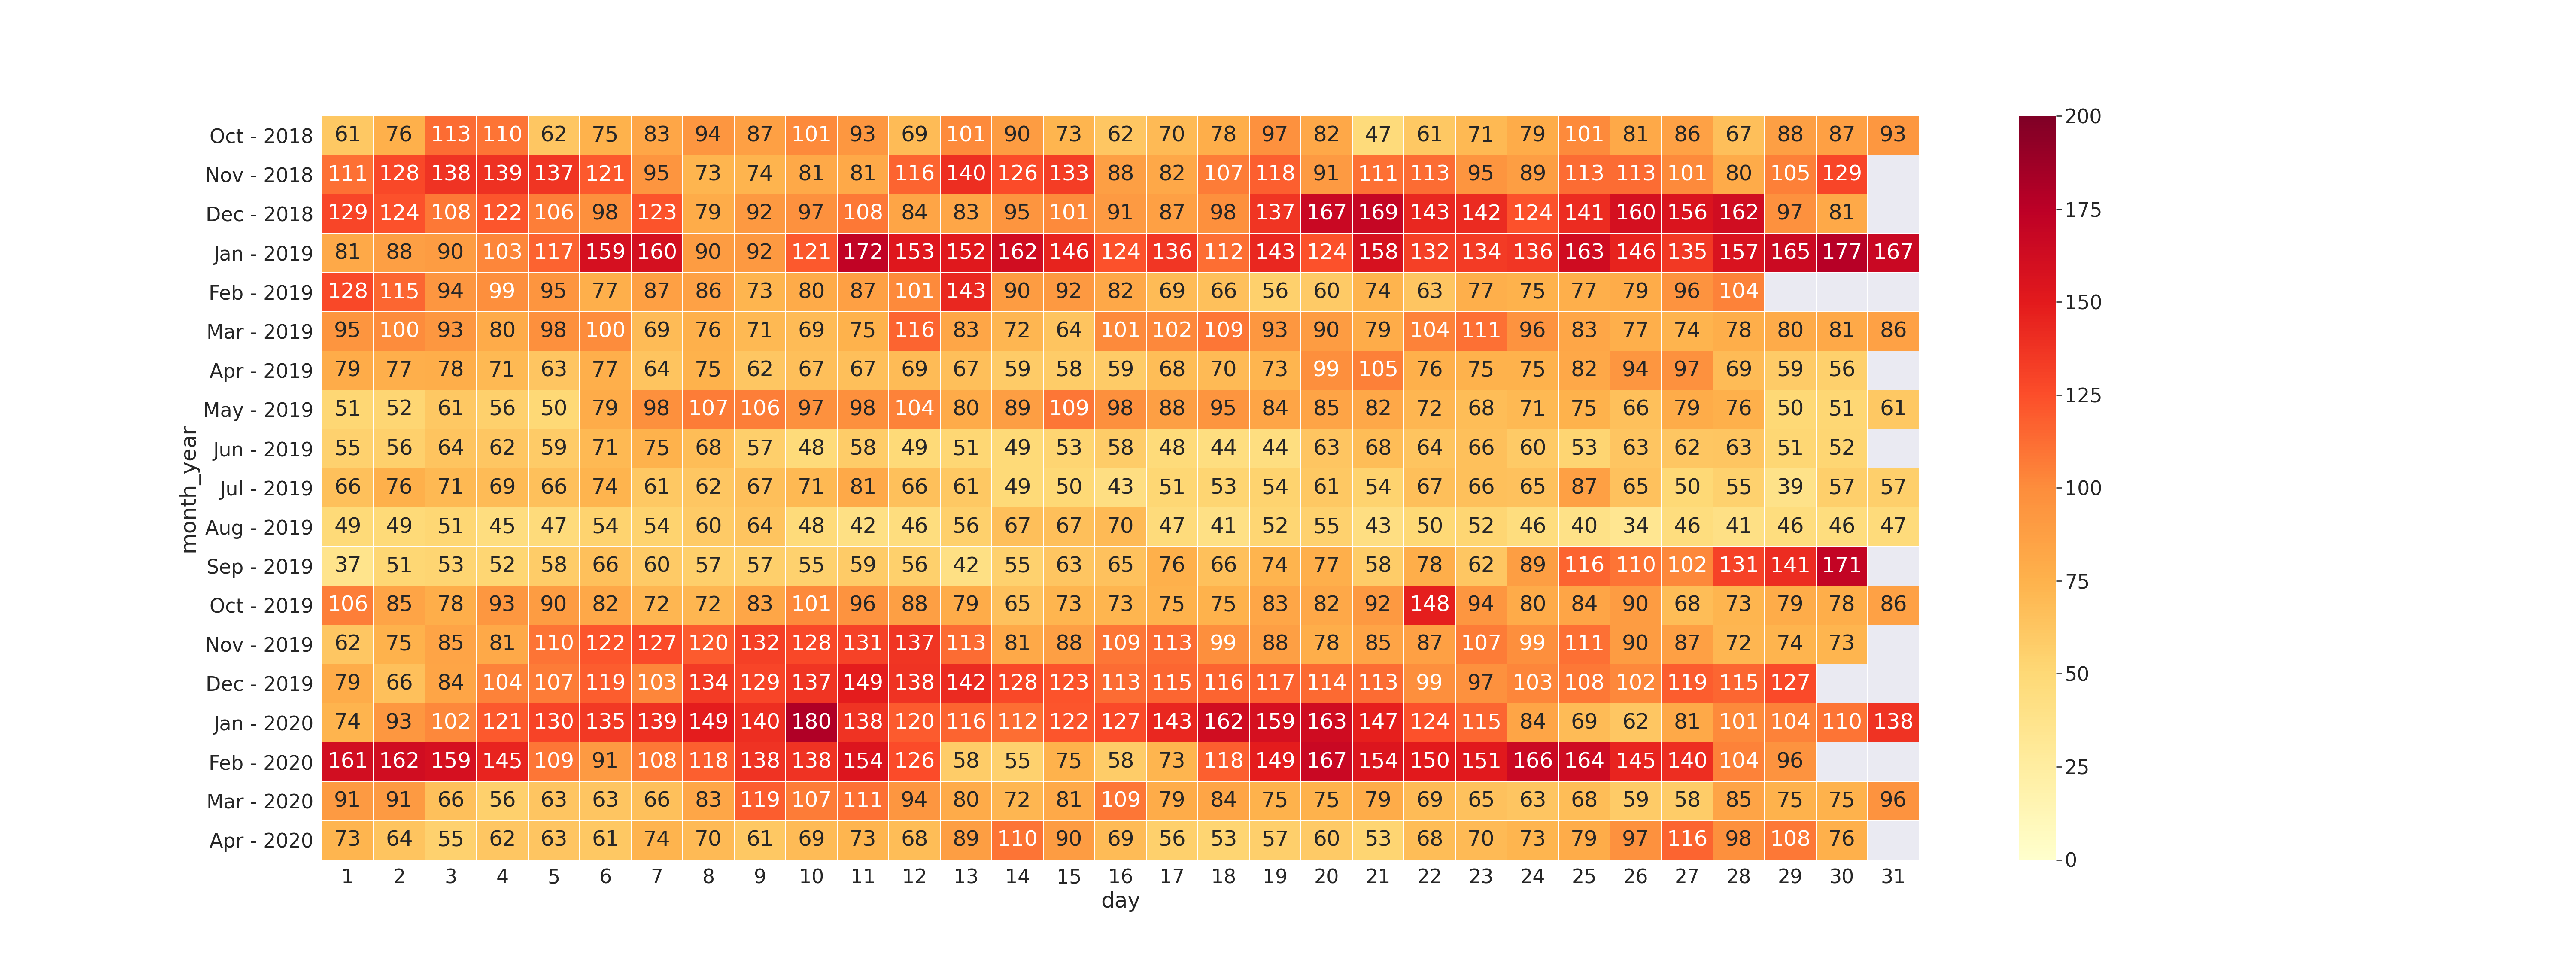 Oct - 2018 61 76 113 110 62 75 83 94 87 101 93 69 101 90 73 62 70 78 97 82 47 61 71 79 101 81 86 67 88 87 93
Nov - 2018 111 128 138 139 137 121 95 73 74 81 81 116 140 126 133 88 82 107 118 91 111 113 95 89 113 113 101 80 105 129
Dec - 2018 129 124 108 122 106 98 123 79 92 97 108 84 83 95 101 91 87 98 137 167 169 143 142 124 141 160 156 162 97 81
Jan - 2019 81 88 90 103 117 159 160 90 92 121 172 153 152 162 146 124 136 112 143 124 158 132 134 136 163 146 135 157 165 177 167
Feb - 2019 128 115 94 99 95 77 87 86 73 80 87 101 143 90 92 82 69 66 56 60 74 63 77 75 77 79 96 104
Mar - 2019 95 100 93 80 98 100 69 76 71 69 75 116 83 72 64 101 102 109 93 90 79 104 111 96 83 77 74 78 80 81 86
Apr - 2019 79 77 78 71 63 77 64 75 62 67 67 69 67 59 58 59 68 70 73 99 105 76 75 75 82 94 97 69 59 56
May - 2019 51 52 61 56 50 79 98 107 106 97 98 104 80 89 109 98 88 95 84 85 82 72 68 71 75 66 79 76 50 51 61
Jun - 2019 55 56 64 62 59 71 75 68 57 48 58 49 51 49 53 58 48 44 44 63 68 64 66 60 53 63 62 63 51 52
Jul - 2019 66 76 71 69 66 74 61 62 67 71 81 66 61 49 50 43 51 53 54 61 54 67 66 65 87 65 50 55 39 57 57
Aug - 2019 49 49 51 45 47 54 54 60 64 48 42 46 56 67 67 70 47 41 52 55 43 50 52 46 40 34 46 41 46 46 47
Sep - 2019 37 51 53 52 58 66 60 57 57 55 59 56 42 55 63 65 76 66 74 77 58 78 62 89 116 110 102 131 141 171
Oct - 2019 106 85 78 93 90 82 72 72 83 101 96 88 79 65 73 73 75 75 83 82 92 148 94 80 84 90 68 73 79 78 86
Nov - 2019 62 75 85 81 110 122 127 120 132 128 131 137 113 81 88 109 113 99 88 78 85 87 107 99 111 90 87 72 74 73
Dec - 2019 79 66 84 104 107 119 103 134 129 137 149 138 142 128 123 113 115 116 117 114 113 99 97 103 108 102 119 115 127
Jan - 2020 74 93 102 121 130 135 139 149 140 180 138 120 116 112 122 127 143 162 159 163 147 124 115 84 69 62 81 101 104 110 138
Feb - 2020 161 162 159 145 109 91 108 118 138 138 154 126 58 55 75 58 73 118 149 167 154 150 151 166 164 145 140 104 96
Mar - 2020 91 91 66 56 63 63 66 83 119 107 111 94 80 72 81 109 79 84 75 75 79 69 65 63 68 59 58 85 75 75 96
Apr - 2020 73 64 55 62 63 61 74 70 61 69 73 68 89 110 90 69 56 53 57 60 53 68 70 73 79 97 116 98 108 76
1 2 3 4 5 6 7 8 9 10 11 12 13 14 15 16 17 18 19 20 21 22 23 24 25 26 27 28 29 30 31
day
month_year
200
175
150
125
100
75
50
25
0